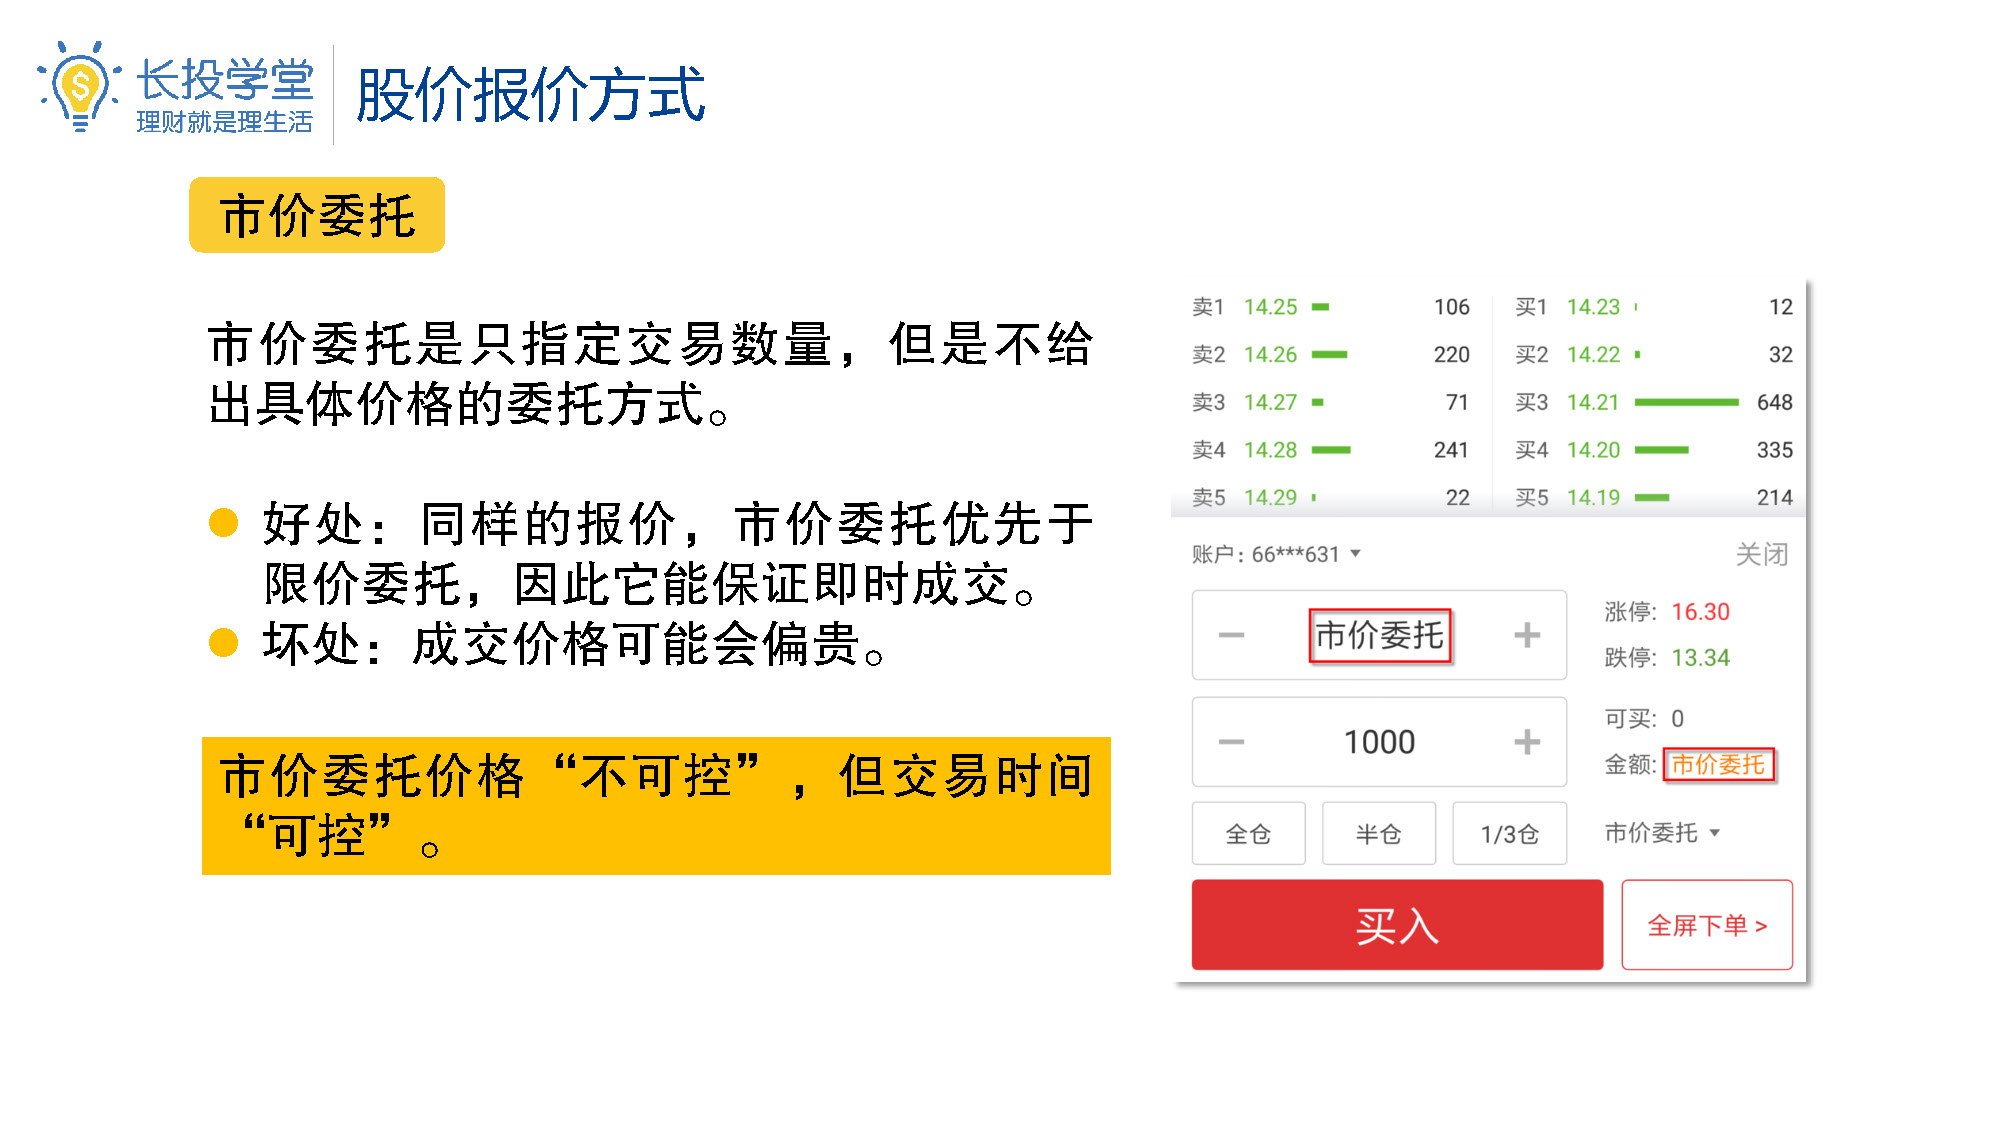 长投学堂
理财就是理生活
股价报价方式
市价委托
市价委托是只指定交易数量，但是不给
出具体价格的委托方式。
好处：同样的报价，市价委托优先于
限价委托，因此它能保证即时成交。
坏处：成交价格可能会偏贵。
市价委托价格“不可控”，但交易时间
“可控”。
卖1 14.25 106 买1 14.23 12
卖2 14.26 220 买2 14.22 32
卖3 14.27 71 买3 14.21 648
卖4 14.28 241 买4 14.20 335
卖5 14.29 22 买5 14.19 214
账户：66***631 关闭
市价委托
涨停: 16.30
跌停: 13.34
1000
可买: 0
金额: 市价委托
全仓 半仓 1/3仓 市价委托
买入 全屏下单 >